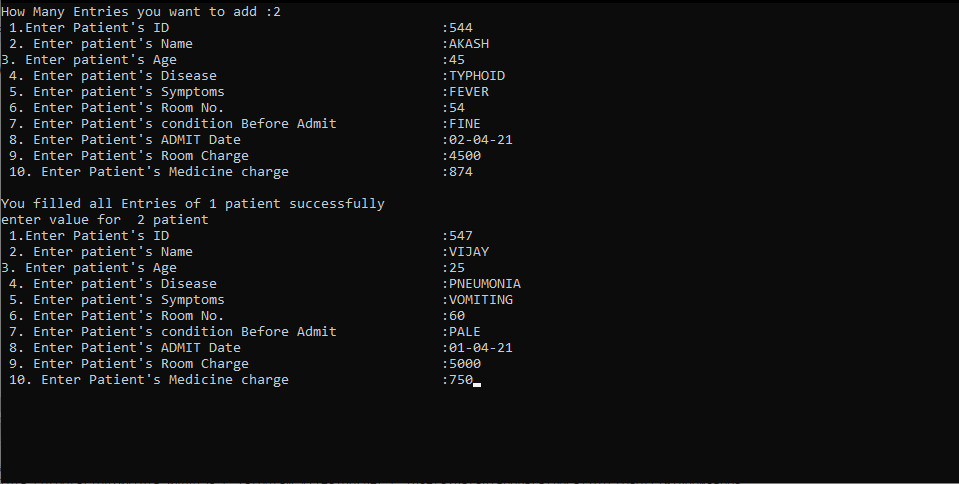 How Many Entries you want to add :2
1.Enter Patient's ID :544
2. Enter patient's Name :AKASH
3. Enter patient's Age :45
4. Enter patient's Disease :TYPHOID
5. Enter patient's Symptoms :FEVER
6. Enter Patient's Room No. :54
7. Enter Patient's condition Before Admit :FINE
8. Enter Patient's ADMIT Date :02-04-21
9. Enter Patient's Room Charge :4500
10. Enter Patient's Medicine charge :874
You filled all Entries of 1 patient successfully
enter value for  2 patient
1.Enter Patient's ID :547
2. Enter patient's Name :VIJAY
3. Enter patient's Age :25
4. Enter patient's Disease :PNEUMONIA
5. Enter patient's Symptoms :VOMITING
6. Enter Patient's Room No. :60
7. Enter Patient's condition Before Admit :PALE
8. Enter Patient's ADMIT Date :01-04-21
9. Enter Patient's Room Charge :5000
10. Enter Patient's Medicine charge :750